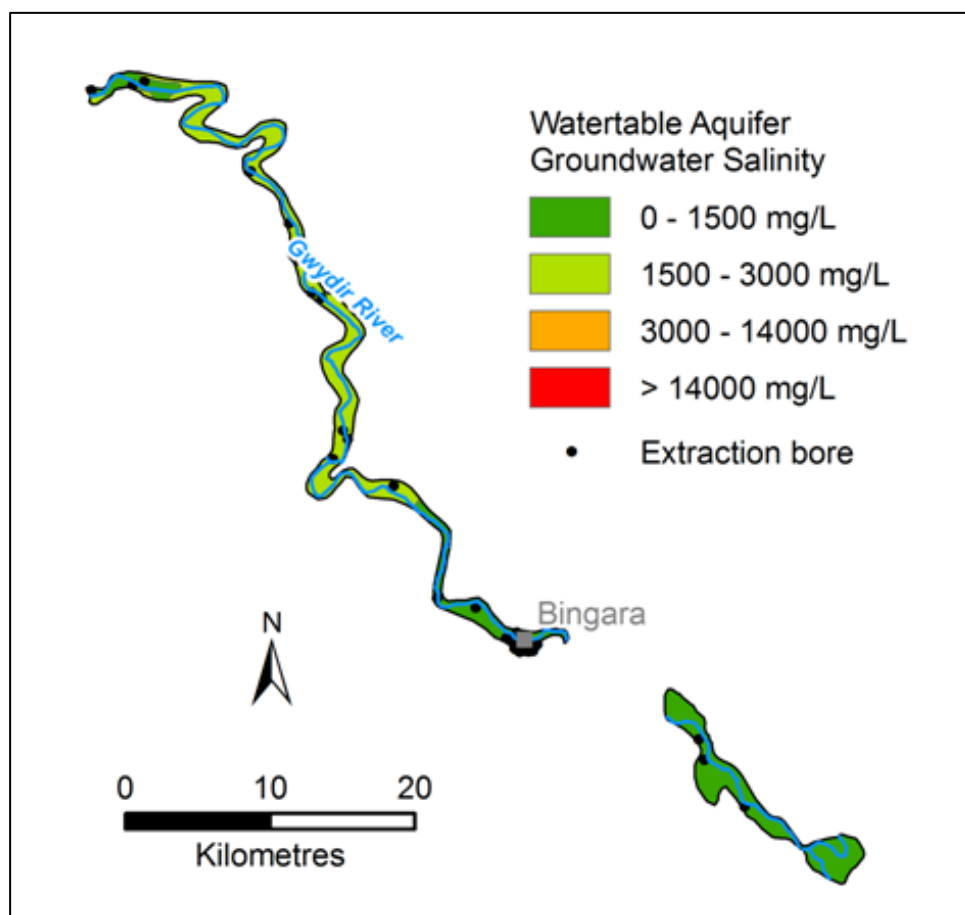 Watertable Aquifer
Groundwater Salinity
0 - 1500 mg/L
1500 - 3000 mg/L
3000 - 14000 mg/L
> 14000 mg/L
Extraction bore
Gwydir River
Bingara
N
0 10 20
Kilometres